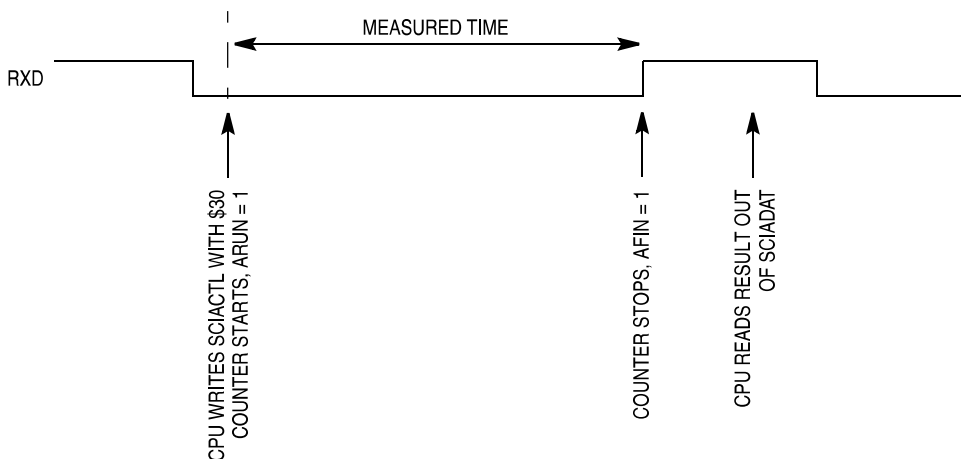 MEASURED TIME
RXD
CPU WRITES SCIACTL WITH $30
COUNTER STARTS, ARUN = 1
COUNTER STOPS, AFIN = 1
CPU READS RESULT OUT
OF SCIADAT